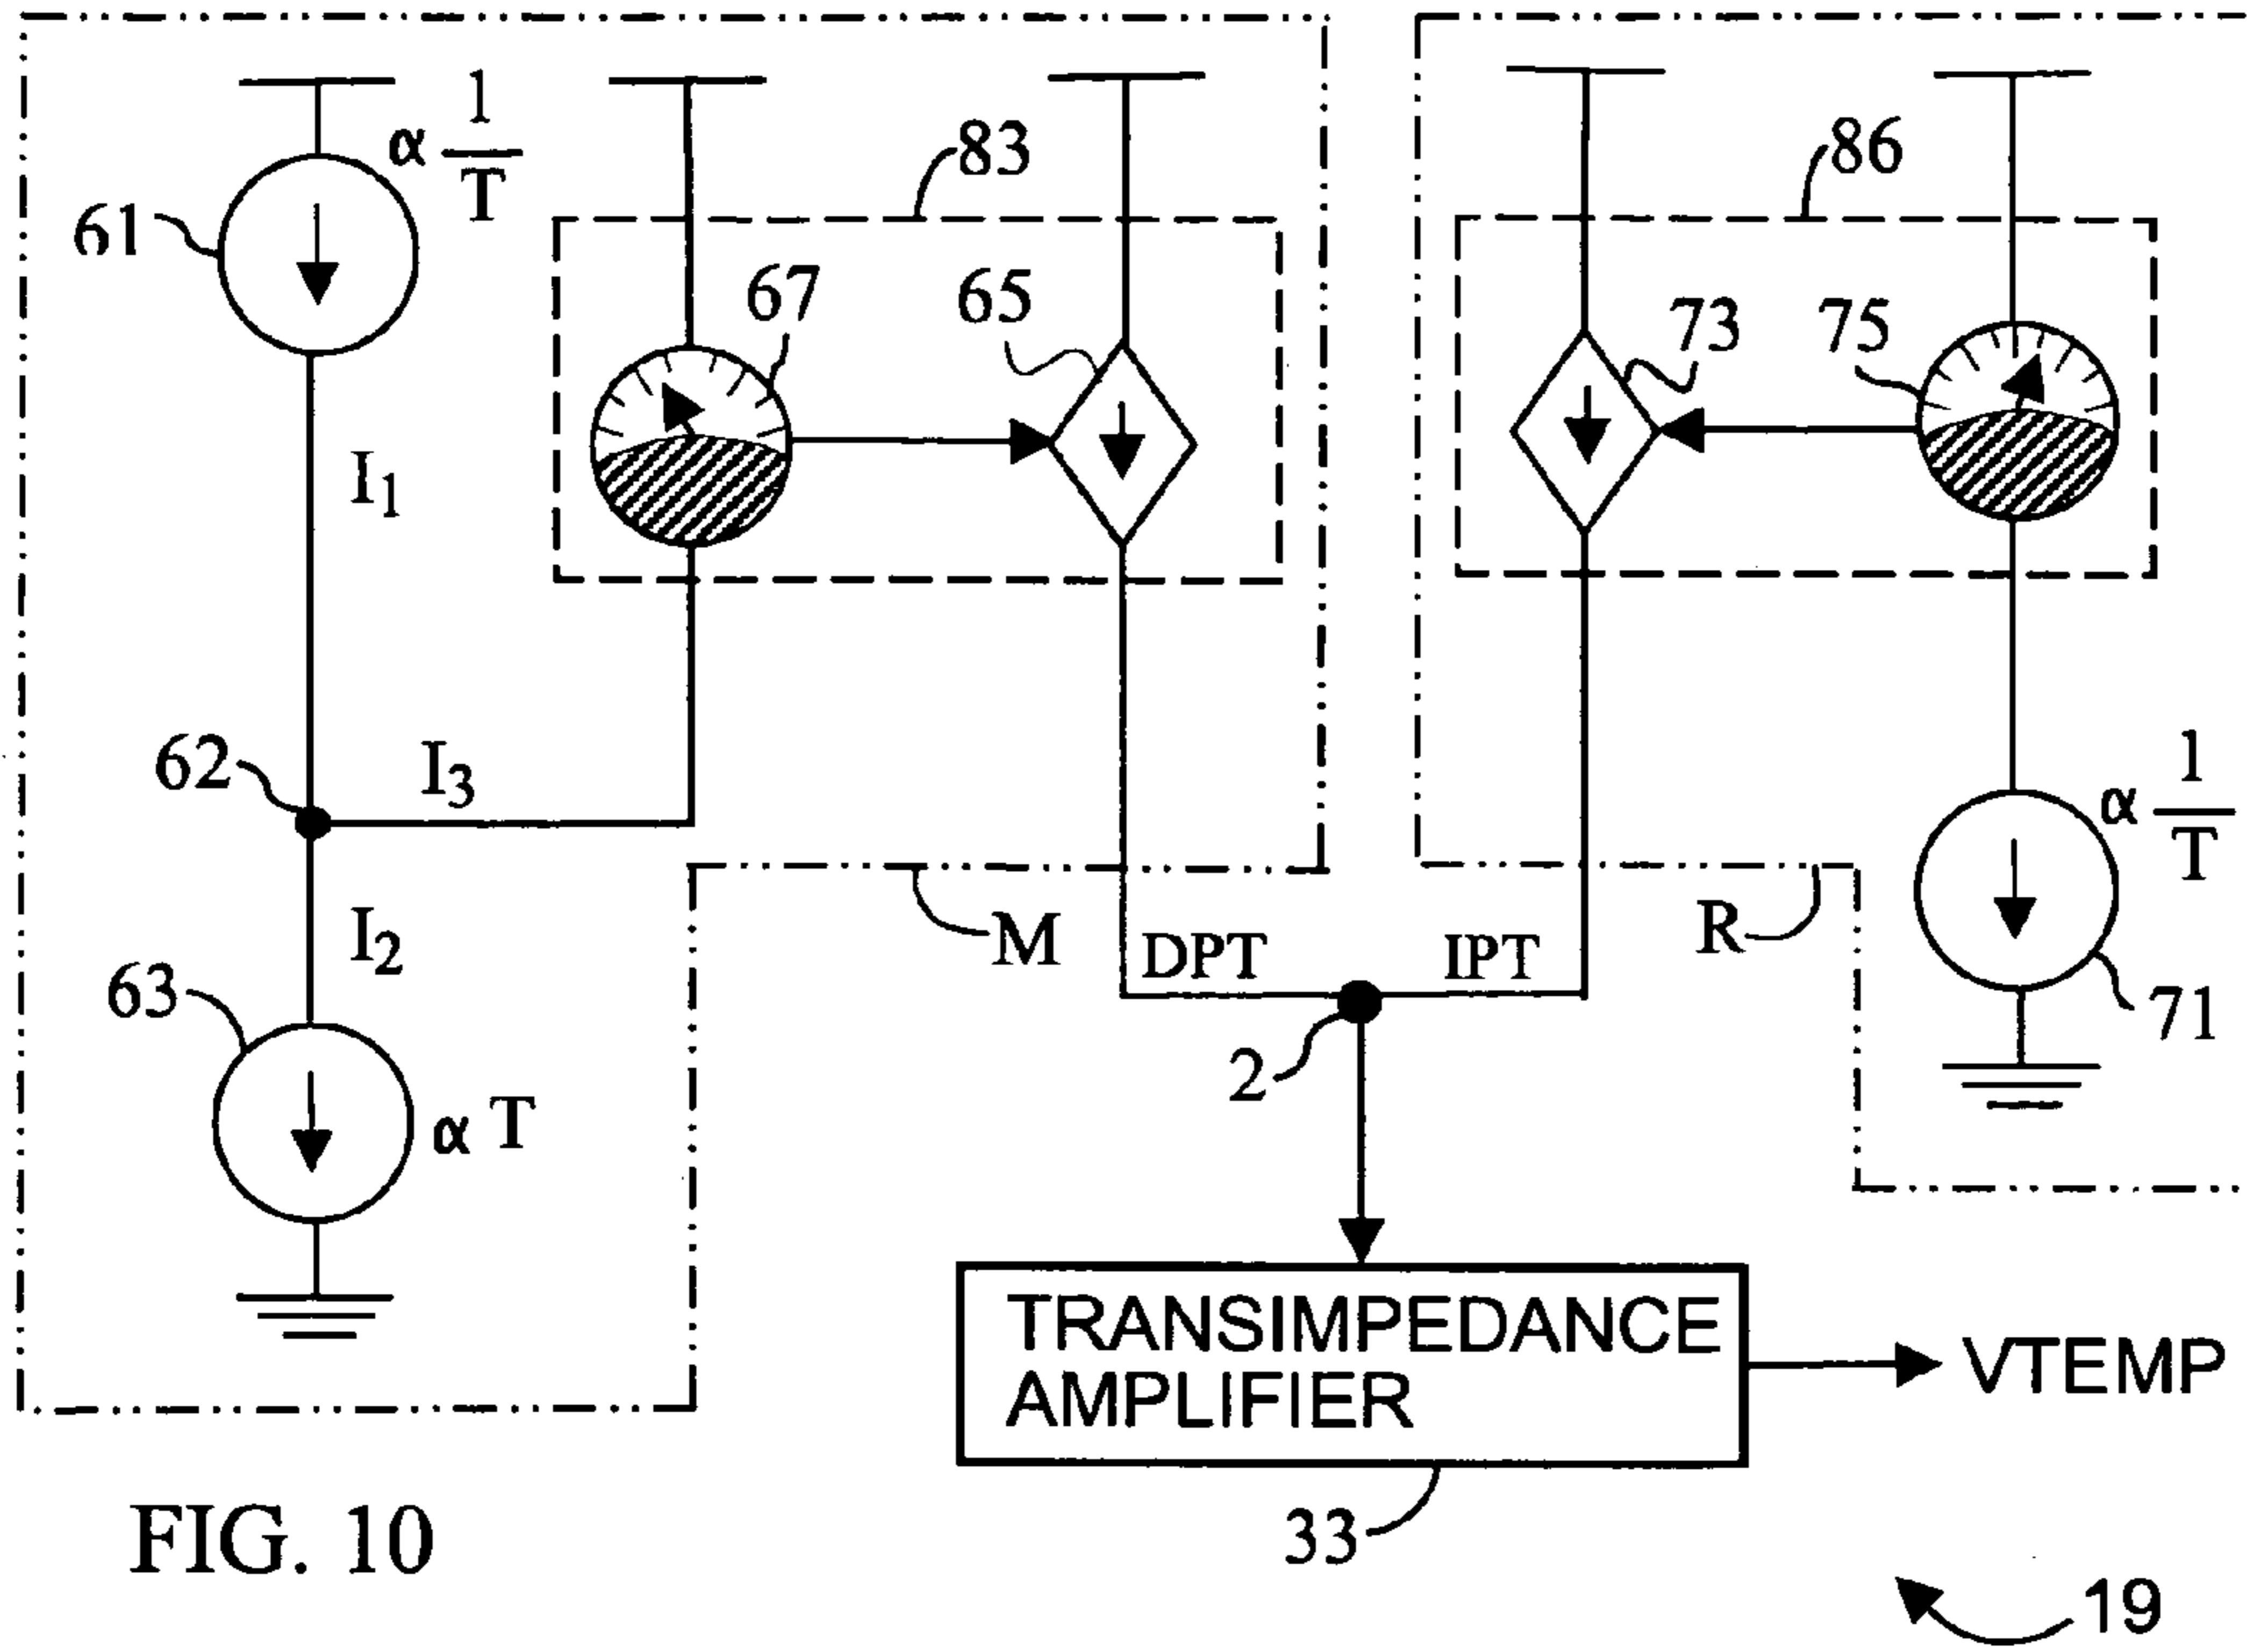 α 1/T
61
83
67
65
86
73
75
I1
62
I3
I2
63
α T
M
DPT
IPT
R
α 1/T
71
2
TRANSIMPEDANCE
AMPLIFIER
VTEMP
33
FIG. 10
19